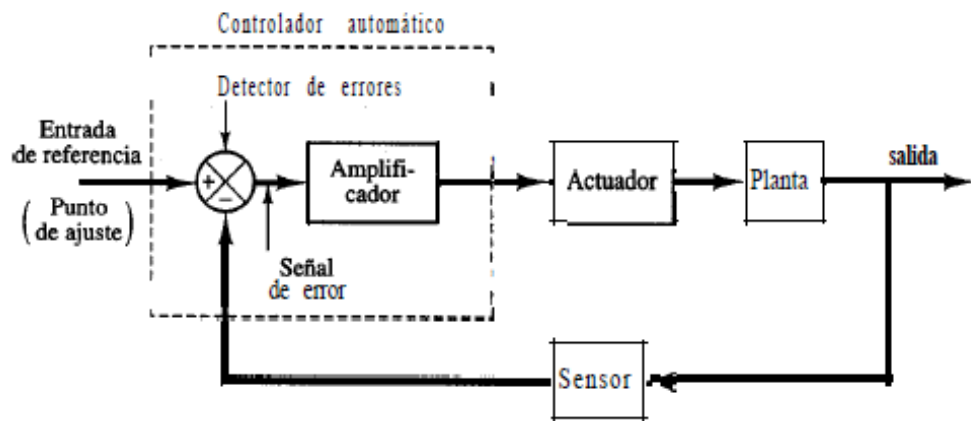 Controlador automático
Detector de errores
Entrada
de referencia
( Punto
de ajuste )
+
−
Amplifi-
cador
Señal
de error
Actuador
Planta
salida
Sensor